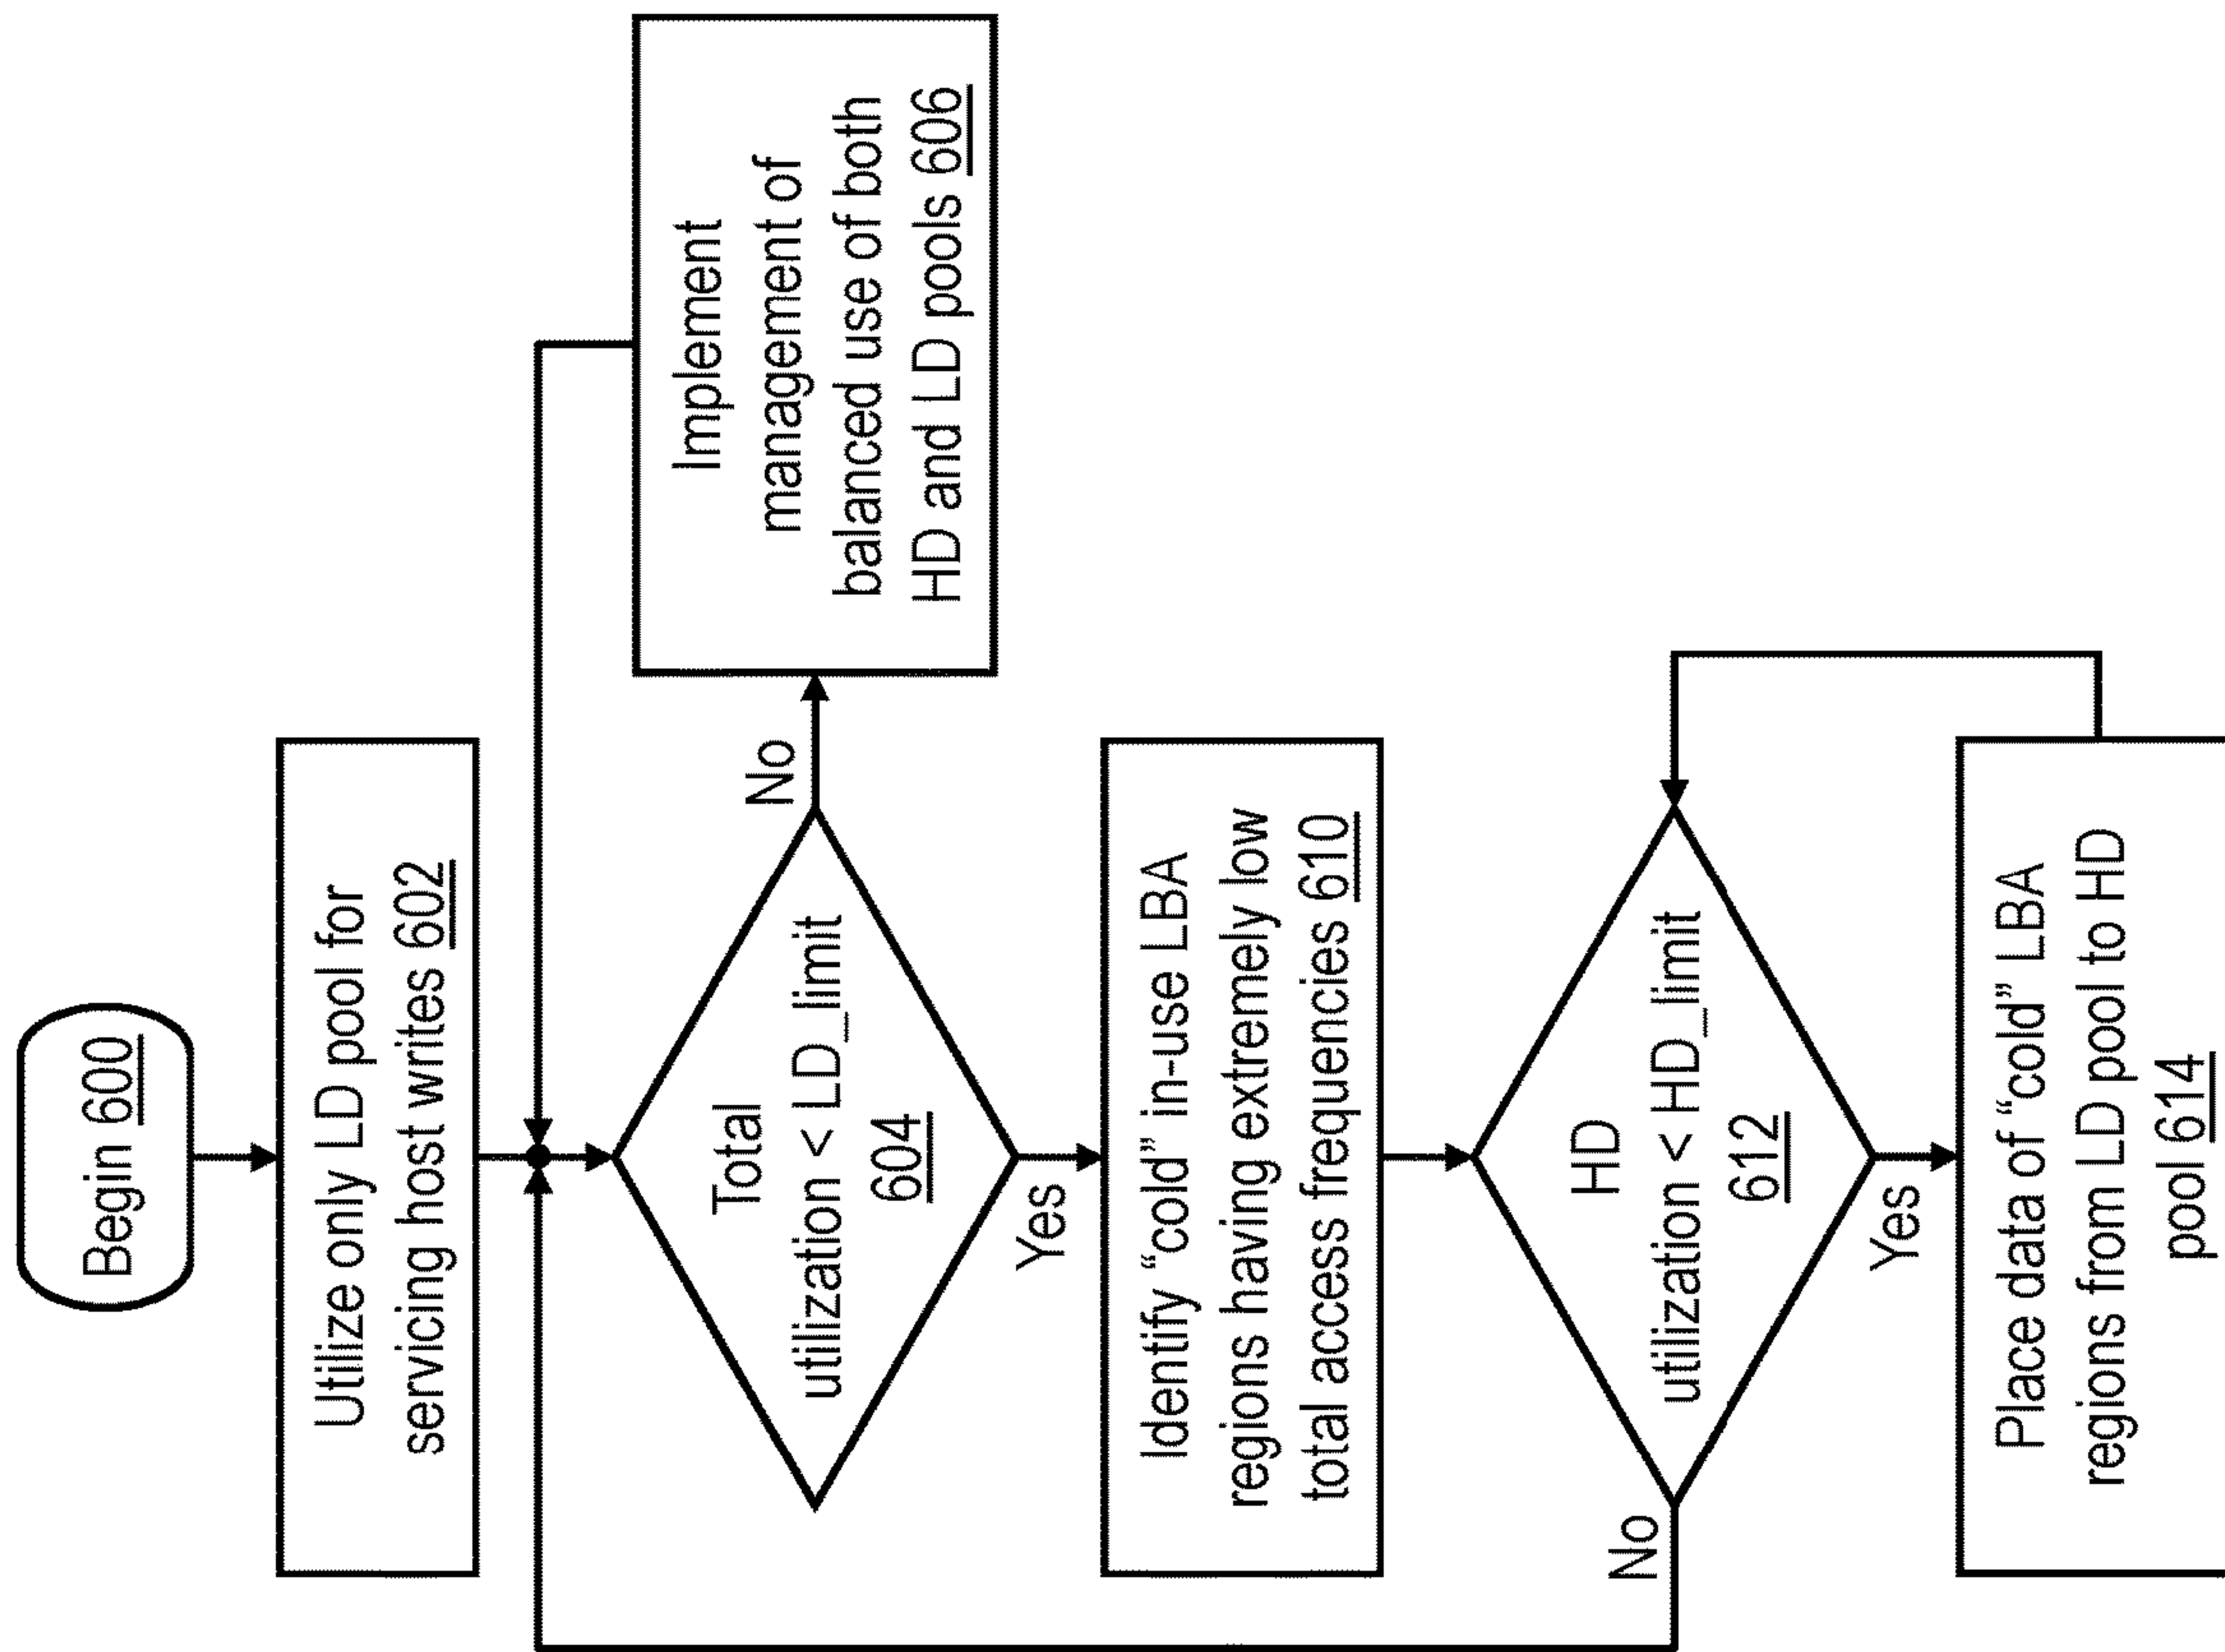 Begin 600
Utilize only LD pool for
servicing host writes 602
Total
utilization < LD_limit
604
No
Implement
management of
balanced use of both
HD and LD pools 606
Yes
Identify “cold” in-use LBA
regions having extremely low
total access frequencies 610
HD
utilization < HD_limit
612
No
Yes
Place data of “cold” LBA
regions from LD pool to HD
pool 614